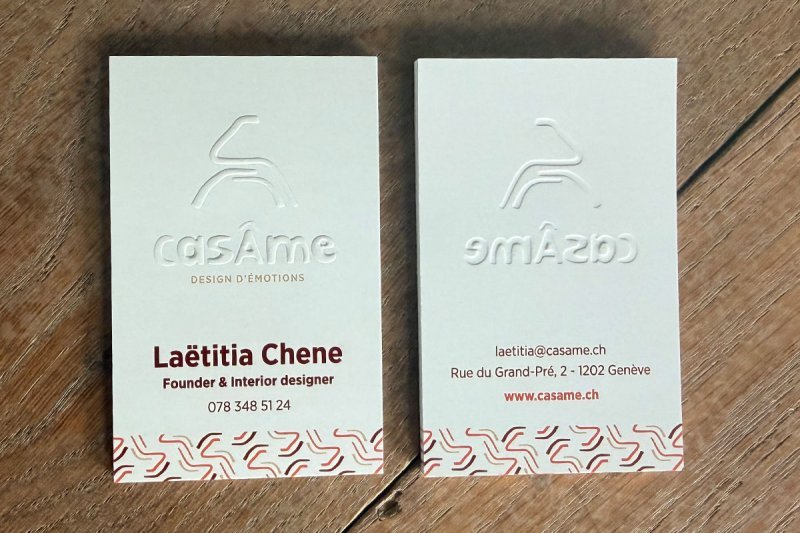 casÂme
DESIGN D'ÉMOTIONS
Laëtitia Chene
Founder & Interior designer
078 348 51 24
casÂme
laetitia@casame.ch
Rue du Grand-Pré, 2 - 1202 Genève
www.casame.ch